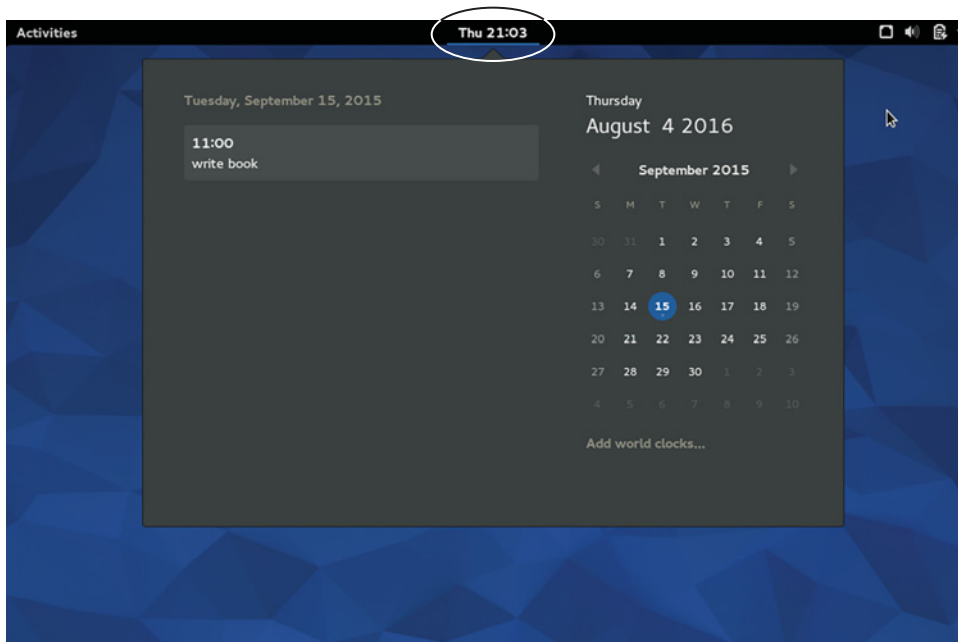 Activities
Thu 21:03
Tuesday, September 15, 2015
11:00
write book
Thursday
August 4 2016
September 2015
S M T W T F S
30 31 1 2 3 4 5
6 7 8 9 10 11 12
13 14 15 16 17 18 19
20 21 22 23 24 25 26
27 28 29 30 1 2 3
4 5 6 7 8 9 10
Add world clocks...